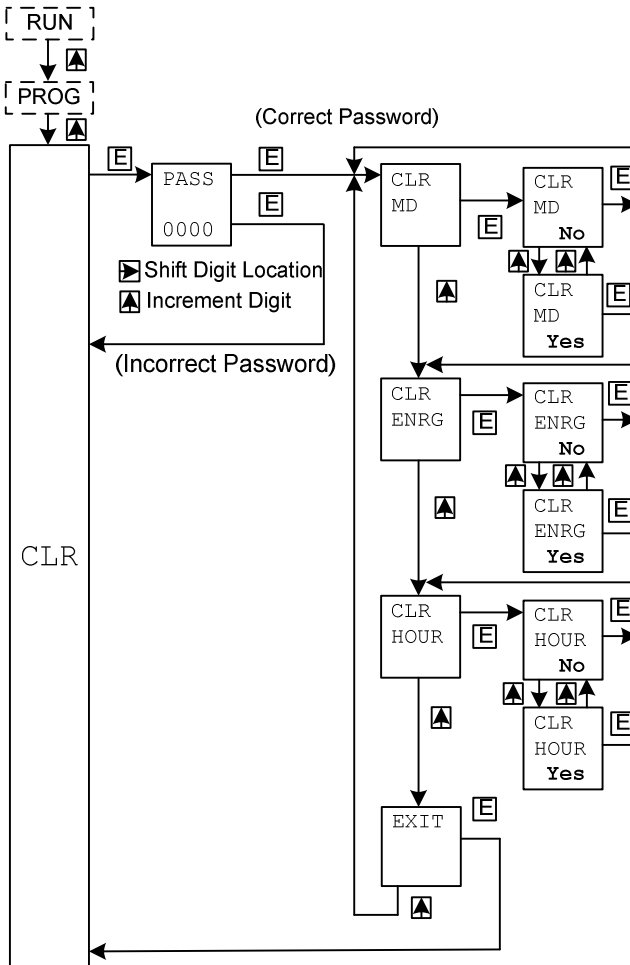 RUN
PROG
(Correct Password)
E
PASS
0000
E
E
Shift Digit Location
Increment Digit
(Incorrect Password)
CLR
CLR
MD
E
CLR
MD
No
E
CLR
MD
Yes
E
CLR
ENRG
E
CLR
ENRG
No
E
CLR
ENRG
Yes
E
CLR
HOUR
E
CLR
HOUR
No
E
CLR
HOUR
Yes
E
EXIT
E